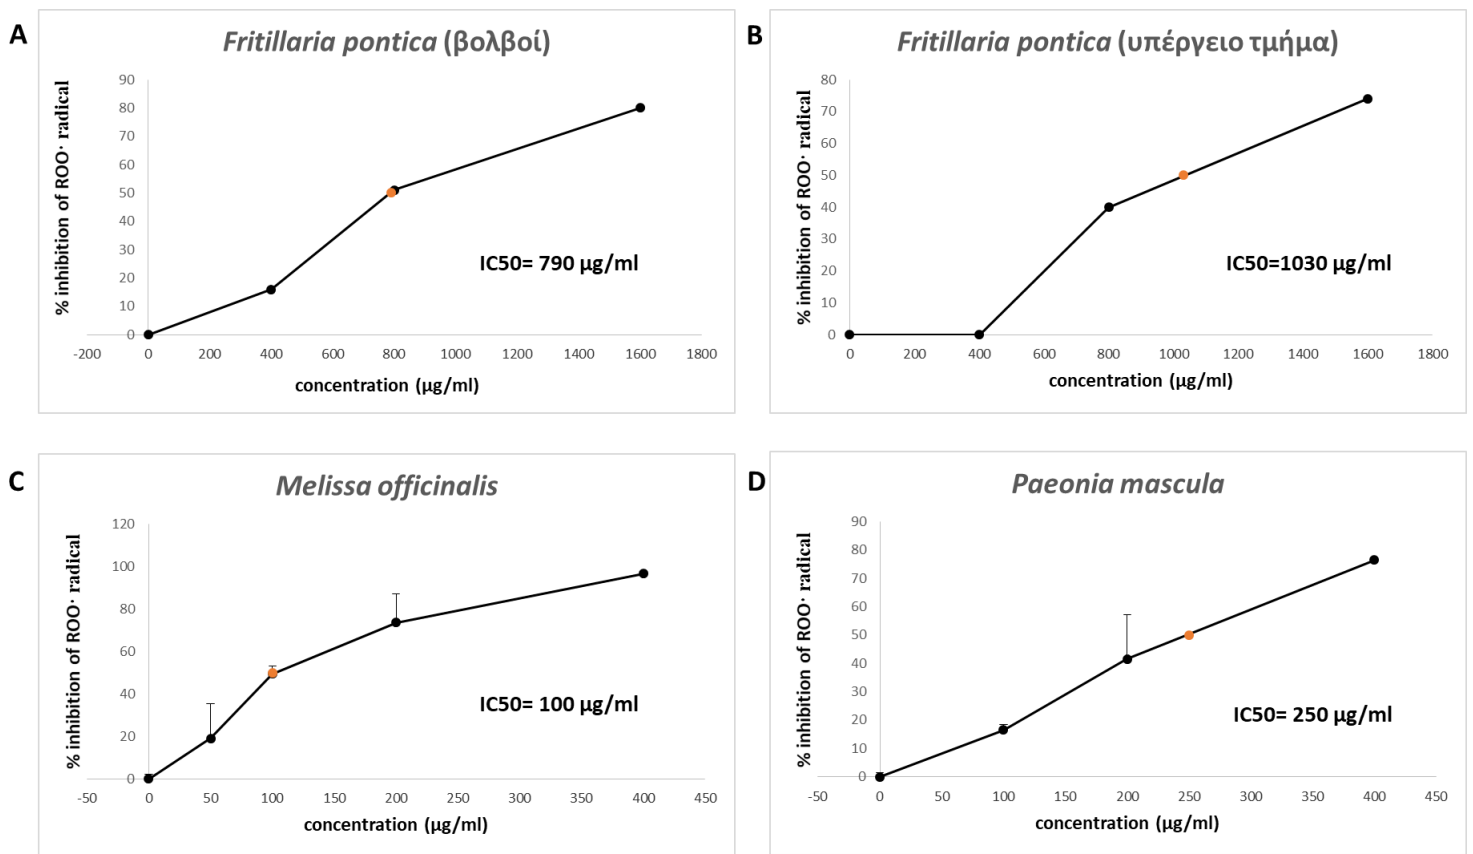 A
Fritillaria pontica (βολβοί)
% inhibition of ROO· radical
90
80
70
60
50
40
30
20
10
0
IC50= 790 μg/ml
-200 0 200 400 600 800 1000 1200 1400 1600 1800
concentration (μg/ml)
B
Fritillaria pontica (υπέργειο τμήμα)
% inhibition of ROO· radical
80
70
60
50
40
30
20
10
0
IC50=1030 μg/ml
0 200 400 600 800 1000 1200 1400 1600 1800
concentration (μg/ml)
C
Melissa officinalis
% inhibition of ROO· radical
120
100
80
60
40
20
0
IC50= 100 μg/ml
-50 0 50 100 150 200 250 300 350 400 450
concentration (μg/ml)
D
Paeonia mascula
% inhibition of ROO· radical
90
80
70
60
50
40
30
20
10
0
IC50= 250 μg/ml
-50 0 50 100 150 200 250 300 350 400 450
concentration (μg/ml)